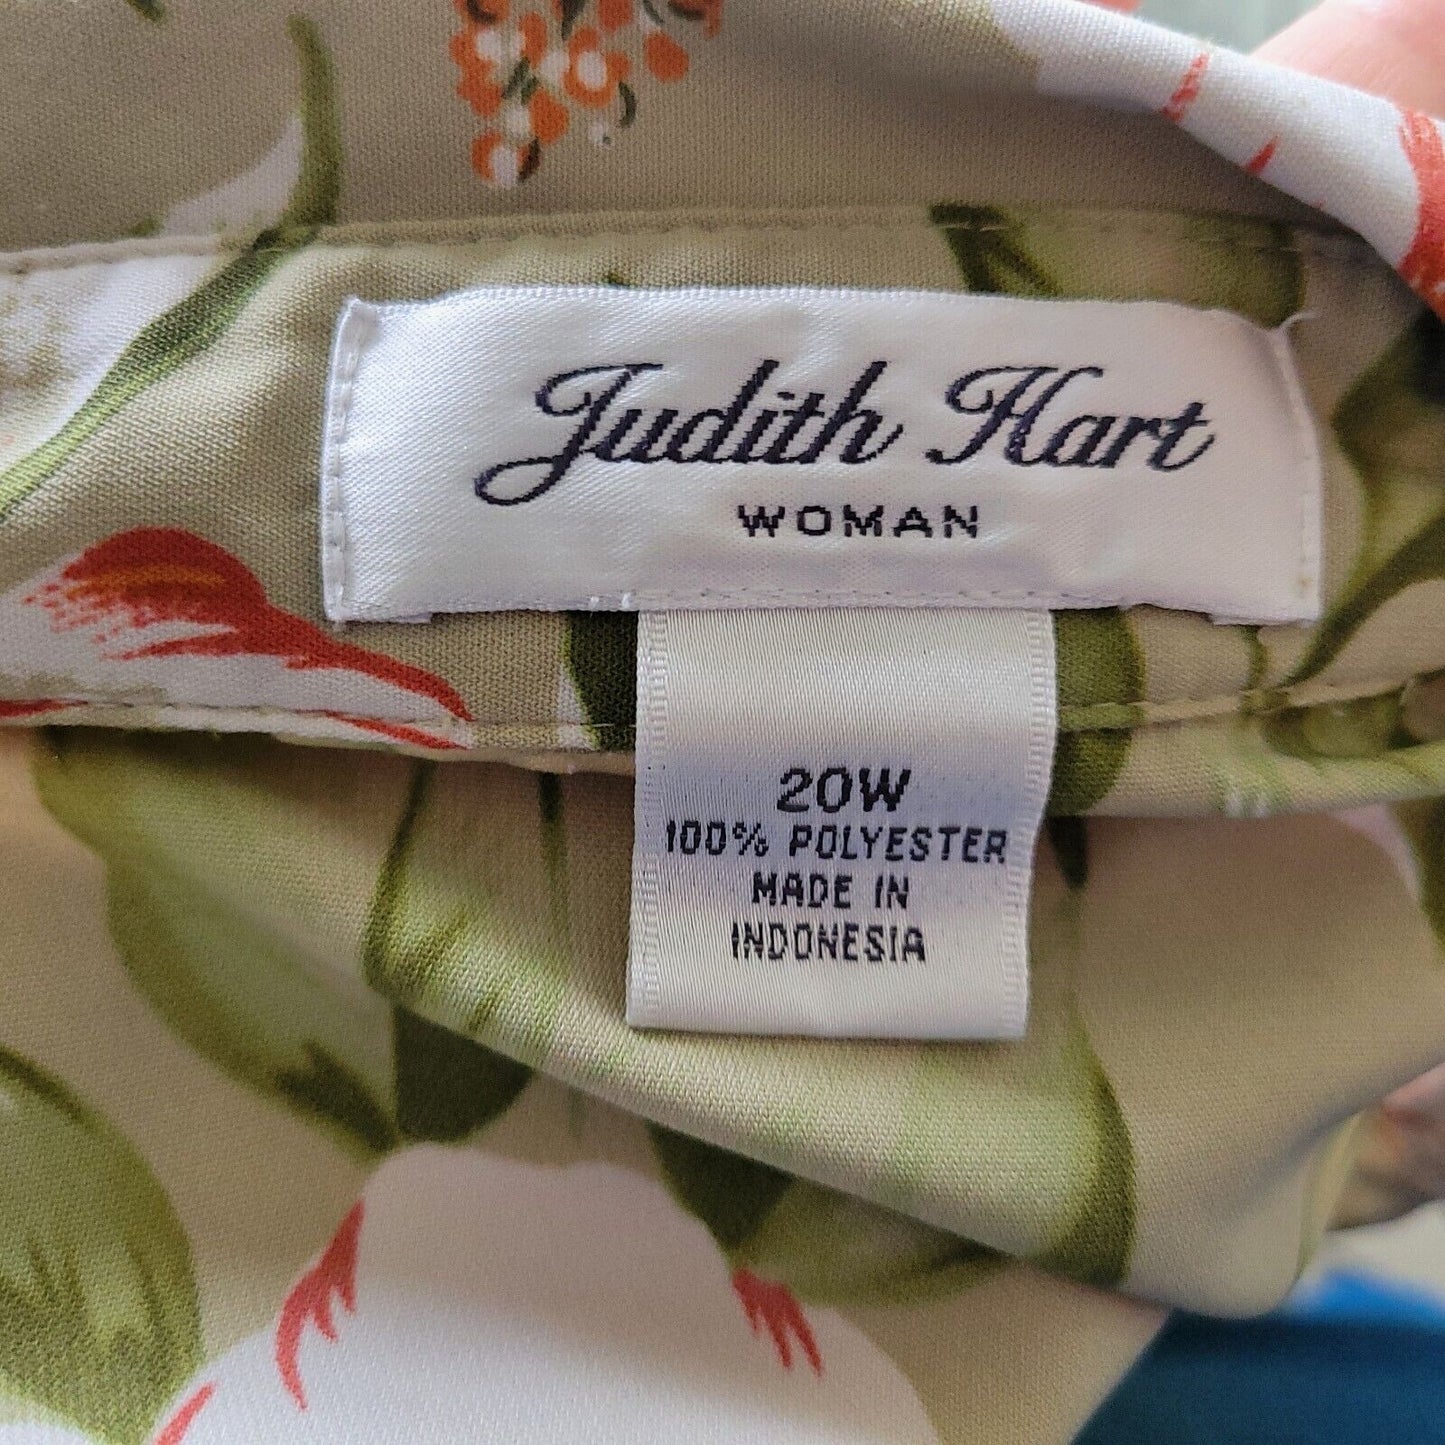 Judith Hart
WOMAN
20W
100% POLYESTER
MADE IN
INDONESIA